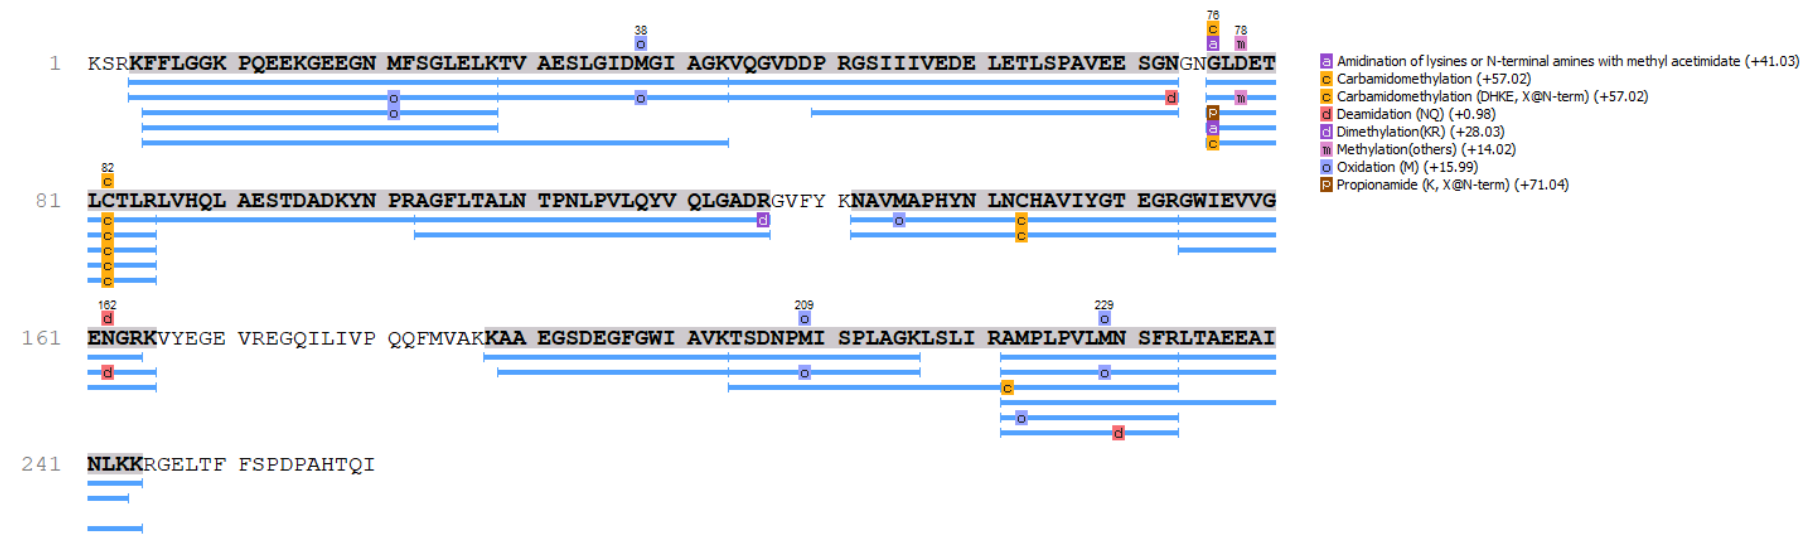 76
38 c
o a 78 m
1 KSRKFFLGGK PQEEKGEEGN MFSGLELKTV AESLGIDMGI AGKVQGVDDP RGSIIIVEDE LETLSPAVEE SGNGNGLDET
o o d m
o p
a
c
82
c
81 LCTLRLVHQL AESTDADKYN PRAGFLTALN TPNLPVLQYV QLGADRGVFY KNAVMAPHYN LNCHAVIYGT EGRGWIEVVG
c d o c
c c
c
c
c
162 209 229
d o o
161 ENGRKVYEGE VREGQILIVP QQFMVAKKAA EGSDEGFGWI AVKTSDNPMI SPLAGKLSLI RAMPLPVLMN SFRLTAEEAI
d o o
c
o
d
241 NLKKRGELTF FSPDPAHTQI
a Amidination of lysines or N-terminal amines with methyl acetimidate (+41.03)
c Carbamidomethylation (+57.02)
c Carbamidomethylation (DHKE, X@N-term) (+57.02)
d Deamidation (NQ) (+0.98)
d Dimethylation(KR) (+28.03)
m Methylation(others) (+14.02)
o Oxidation (M) (+15.99)
P Propionamide (K, X@N-term) (+71.04)